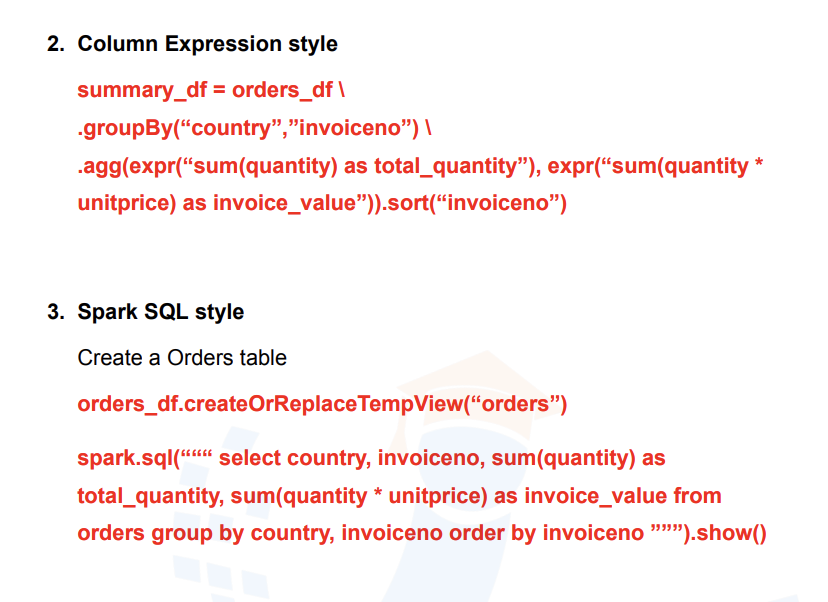 2. Column Expression style
summary_df = orders_df \
.groupBy(“country”,”invoiceno”) \
.agg(expr(“sum(quantity) as total_quantity”), expr(“sum(quantity *
unitprice) as invoice_value”)).sort(“invoiceno”)
3. Spark SQL style
Create a Orders table
orders_df.createOrReplaceTempView(“orders”)
spark.sql(“““ select country, invoiceno, sum(quantity) as
total_quantity, sum(quantity * unitprice) as invoice_value from
orders group by country, invoiceno order by invoiceno ”””).show()